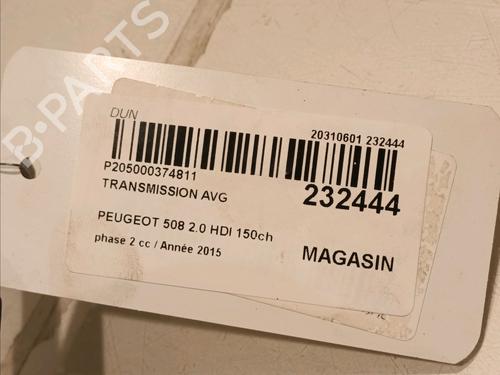 B-PARTS
DUN
20310601 232444
P205000374811
TRANSMISSION AVG
232444
PEUGEOT 508 2.0 HDI 150ch
phase 2 cc / Année 2015
MAGASIN